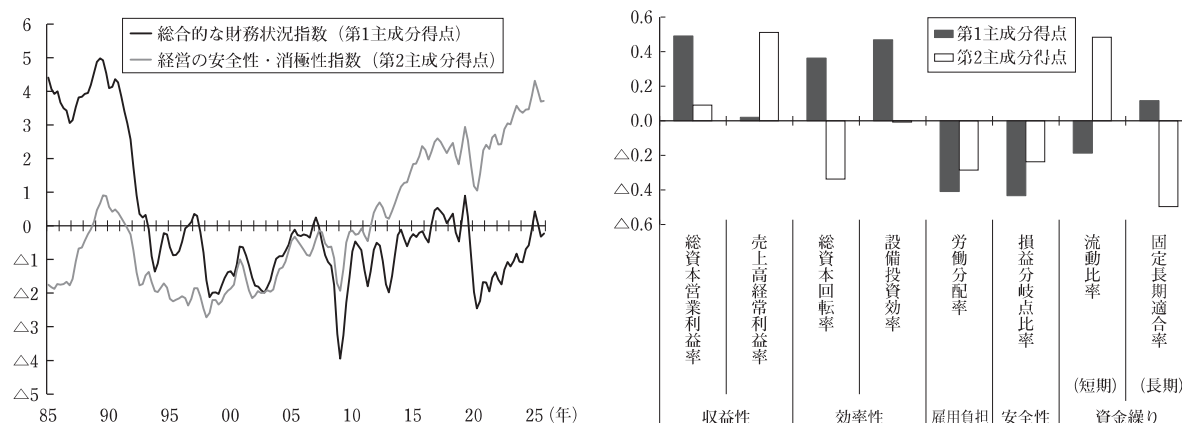 総合的な財務状況指数（第1主成分得点）
経営の安全性・消極性指数（第2主成分得点）
6
5
4
3
2
1
0
△1
△2
△3
△4
△5
85 90 95 00 05 10 15 20 25 (年)
第1主成分得点
第2主成分得点
0.6
0.4
0.2
0.0
△0.2
△0.4
△0.6
総資本営業利益率
売上高経常利益率
総資本回転率
設備投資効率
労働分配率
損益分岐点比率
流動比率
固定長期適合率
(短期)
(長期)
収益性 効率性 雇用負担 安全性 資金繰り